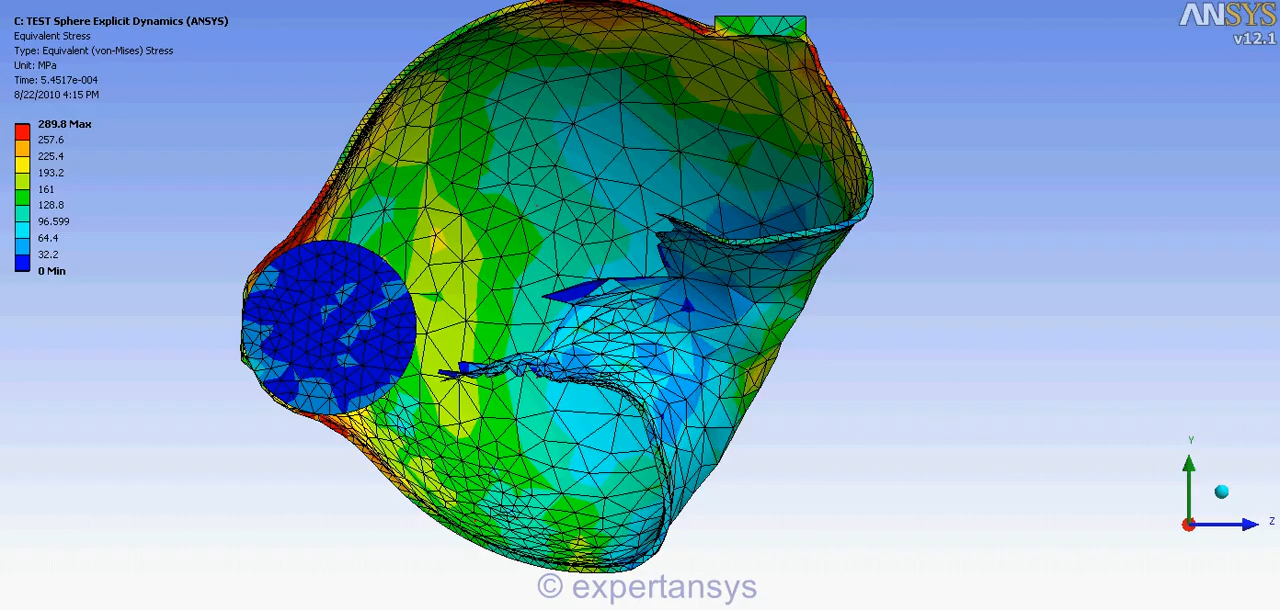 C: TEST Sphere Explicit Dynamics (ANSYS)
Equivalent Stress
Type: Equivalent (von-Mises) Stress
Unit: MPa
Time: 5.4517e-004
8/22/2010 4:15 PM
289.8 Max
257.6
225.4
193.2
161
128.8
96.599
64.4
32.2
0 Min
ANSYS
v12.1
Y
Z
© expertansys